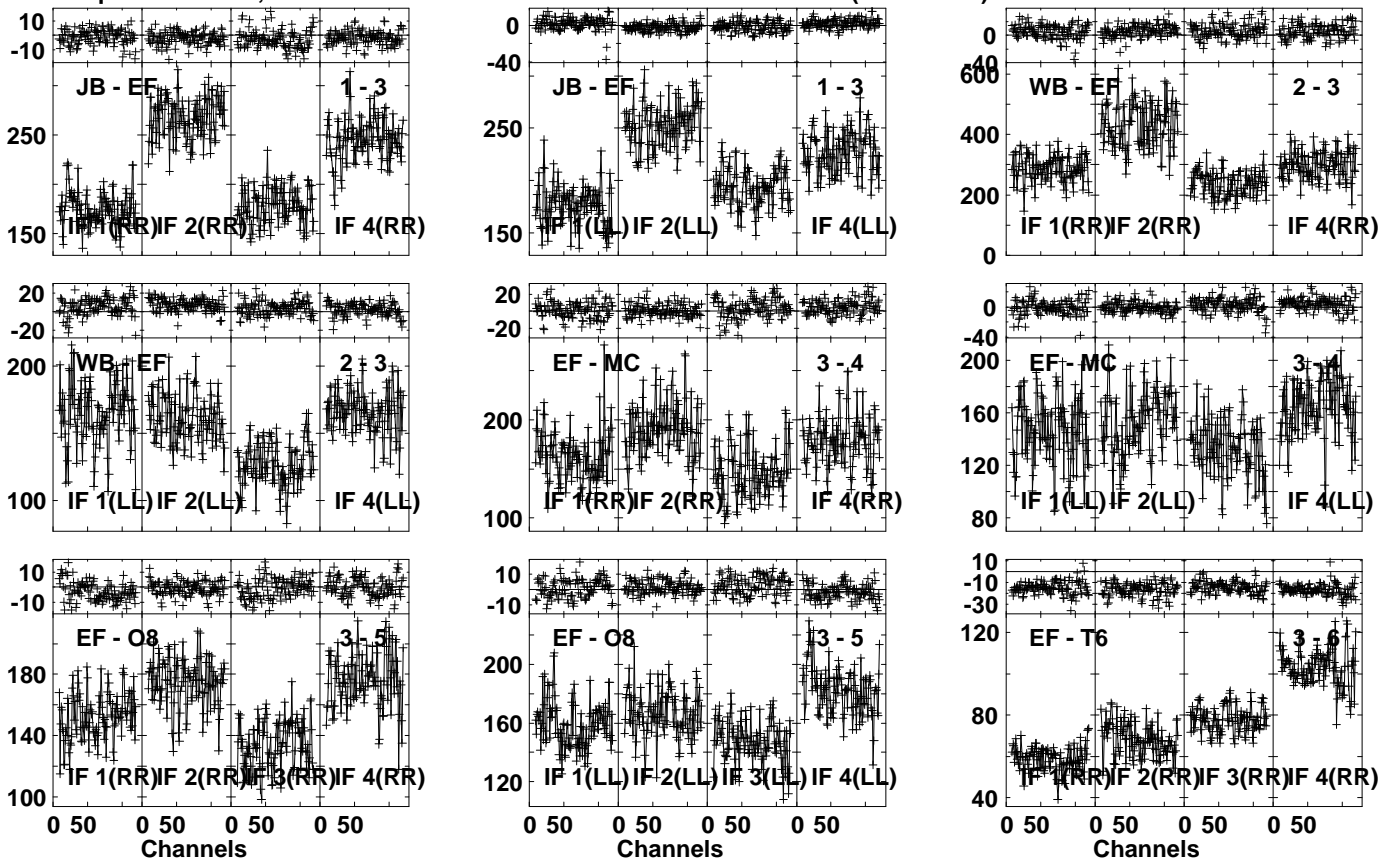 10
-10
JB - EF
1 - 3
250
150
IF 1(RR)
IF 2(RR)
IF 4(RR)
0
-40
JB - EF
1 - 3
250
150
IF 1(LL)
IF 2(LL)
IF 4(LL)
0
-40
WB - EF
2 - 3
600
400
200
0
IF 1(RR)
IF 2(RR)
IF 4(RR)
20
-20
WB - EF
2 - 3
200
100
IF 1(LL)
IF 2(LL)
IF 4(LL)
20
-20
EF - MC
3 - 4
200
100
IF 1(RR)
IF 2(RR)
IF 4(RR)
0
-40
EF - MC
3 - 4
200
160
120
80
IF 1(LL)
IF 2(LL)
IF 4(LL)
10
-10
EF - O8
3 - 5
180
140
100
IF 1(RR)
IF 2(RR)
IF 3(RR)
IF 4(RR)
0 50 0 50 0 50 0 50
Channels
10
-10
EF - O8
3 - 5
200
160
120
IF 1(LL)
IF 2(LL)
IF 3(LL)
IF 4(LL)
0 50 0 50 0 50 0 50
Channels
10
-10
-30
EF - T6
3 - 6
120
80
40
IF 1(RR)
IF 2(RR)
IF 3(RR)
IF 4(RR)
0 50 0 50 0 50 0 50
Channels